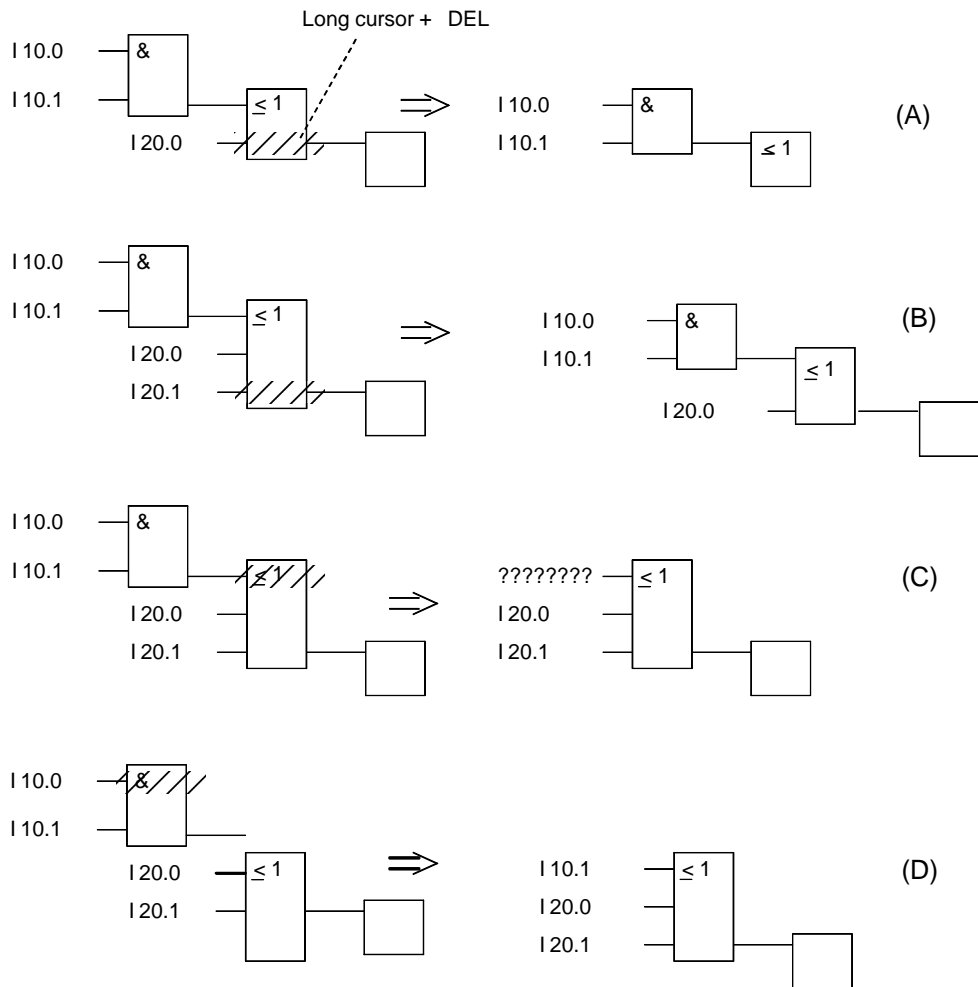 Long cursor + DEL
I 10.0
&
I 10.1
≤ 1
I 20.0
I 10.0
&
I 10.1
≤ 1
(A)
I 10.0
&
I 10.1
≤ 1
I 20.0
I 20.1
I 10.0
&
I 10.1
≤ 1
I 20.0
(B)
I 10.0
&
I 10.1
≤ 1
I 20.0
I 20.1
????????
≤ 1
I 20.0
I 20.1
(C)
I 10.0
&
I 10.1
I 20.0
≤ 1
I 20.1
I 10.1
≤ 1
I 20.0
I 20.1
(D)